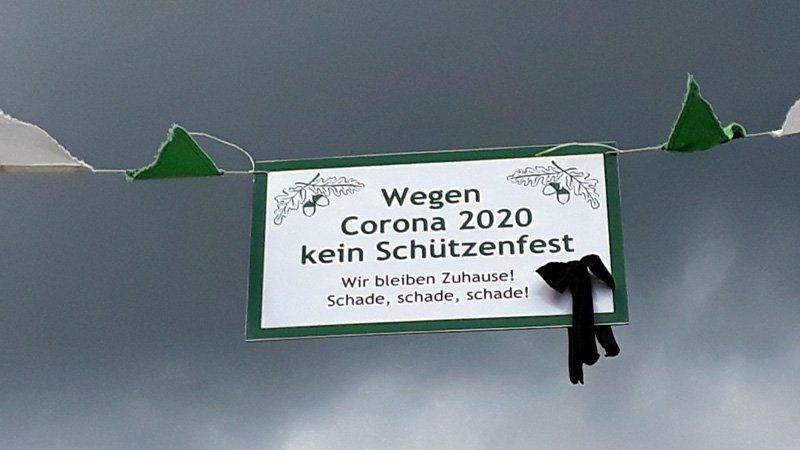 Wegen
Corona 2020
kein Schützenfest
Wir bleiben Zuhause!
Schade, schade, schade!